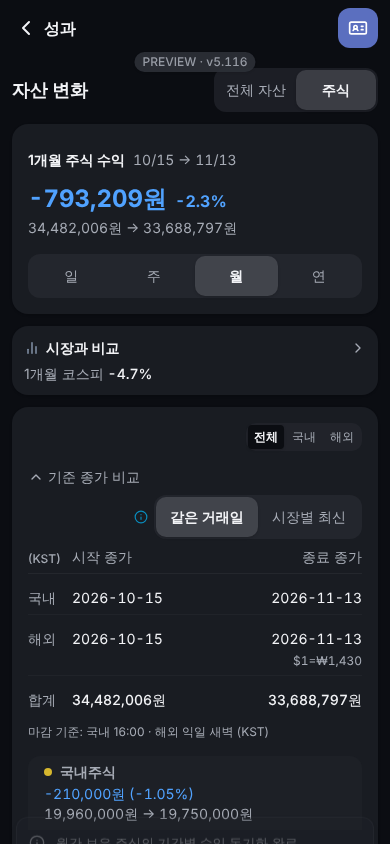 성과
PREVIEW · v5.116
자산 변화
전체 자산
주식
1개월 주식 수익 10/15 → 11/13
-793,209원 -2.3%
34,482,006원 → 33,688,797원
일 주 월 연
시장과 비교
1개월 코스피 -4.7%
전체 국내 해외
기준 종가 비교
같은 거래일 시장별 최신
(KST) 시작 종가 종료 종가
국내 2026-10-15 2026-11-13
해외 2026-10-15 2026-11-13
$1=₩1,430
합계 34,482,006원 33,688,797원
마감 기준: 국내 16:00 · 해외 익일 새벽 (KST)
국내주식
-210,000원 (-1.05%)
19,960,000원 → 19,750,000원